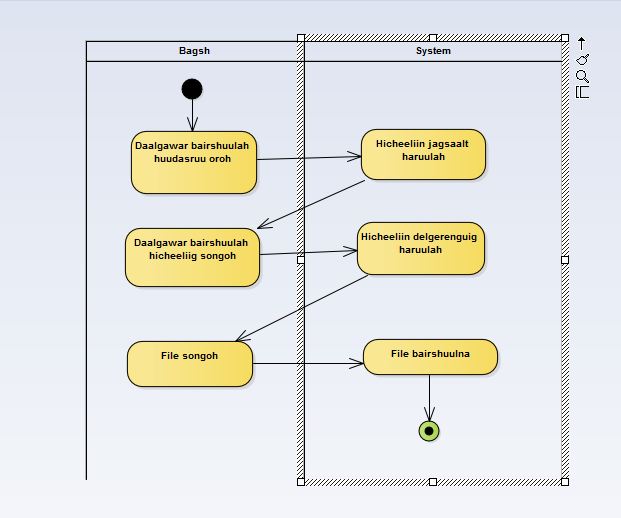 Bagsh
System
Daalgawar bairshuulah
huudasruu oroh
Hicheeliin jagsaalt
haruulah
Daalgawar bairshuulah
hicheeliig songoh
Hicheeliin delgerenguig
haruulah
File songoh
File bairshuulna